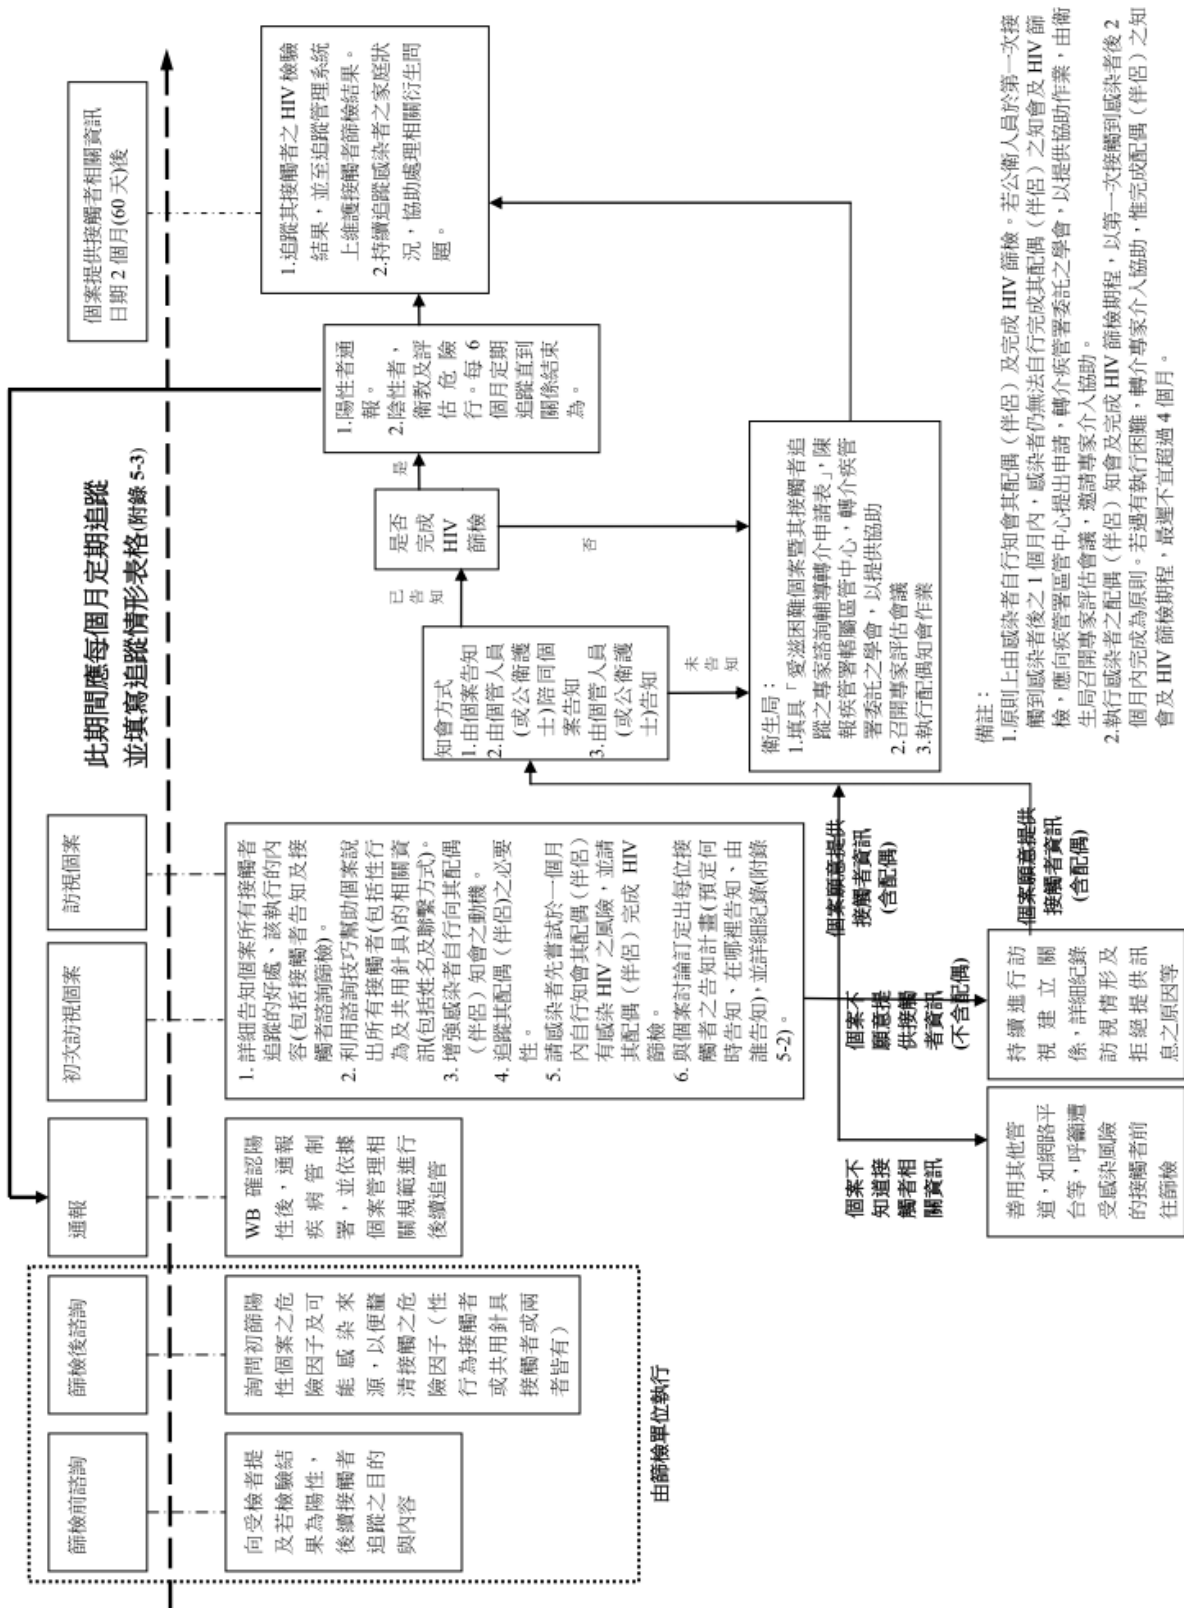 篩檢前諮詢
篩檢後諮詢
通報
初次訪視個案
訪視個案
此期間應每個月定期追蹤
並填寫追蹤情形表格(附錄 5-3)
個案提供接觸者相關資訊
日期 2 個月(60 天)後
向受檢者提
及若檢驗結
果為陽性，
後續接觸者
追蹤之目的
與內容
詢問初篩陽
性個案之危
險因子及可
能感染來
源，以便釐
清接觸之危
險因子（性
行為接觸者
或共用針具
接觸者或兩
者皆有）
由篩檢單位執行
WB 確認陽
性後，通報
疾病管制
署，並依據
個案管理相
關規範進行
後續追管
1. 詳細告知個案所有接觸者
追蹤的好處、該執行的內
容(包括接觸者告知及接
觸者諮詢篩檢)。
2. 利用諮詢技巧幫助個案說
出所有接觸者(包括性行
為及共用針具)的相關資
訊(包括姓名及聯繫方式)。
3. 增強感染者自行向其配偶
（伴侶）知會之動機。
4. 追蹤其配偶（伴侶)之必要
性。
5. 請感染者先嘗試於一個月
內自行知會其配偶（伴侶）
有感染 HIV 之風險，並請
其配偶（伴侶）完成 HIV
篩檢。
6. 與個案討論訂定出每位接
觸者之告知計畫(預定何
時告知、在哪裡告知、由
誰告知)，並詳細紀錄(附錄
5-2)。
個案不
知道接
觸者相
關資訊
個案不
願意提
供接觸
者資訊
(不含配偶)
個案願意提供
接觸者資訊
(含配偶)
善用其他管
道，如網路平
台等，呼籲遭
受感染風險
的接觸者前
往篩檢
持續進行訪
視建立關
係，詳細紀錄
訪視情形及
拒絕提供訊
息之原因等
個案願意提供
接觸者資訊
(含配偶)
知會方式
1.由個案告知
2.由個管人員
(或公衛護
士)陪同個
案告知
3.由個管人員
(或公衛護
士)告知
已
告
知
未
告
知
是否
完成
HIV
篩檢
是
否
1.陽性者通
報。
2.陰性者，
衛教及評
估危險
行。每 6
個月定期
追蹤直到
關係結束
為。
1.追蹤其接觸者之 HIV 檢驗
結果，並至追蹤管理系統
上維護接觸者篩檢結果。
2.持續追蹤感染者之家庭狀
況，協助處理相關衍生問
題。
衛生局：
1.填具「愛滋困難個案暨其接觸者追
蹤之專家諮詢輔導轉介申請表」，陳
報疾管署轄屬區管中心，轉介疾管
署委託之學會，以提供協助
2.召開專家評估會議
3.執行配偶知會作業
備註：
1.原則上由感染者自行知會其配偶（伴侶）及完成 HIV 篩檢。若公衛人員於第一次接
觸到感染者後之 1 個月內，感染者仍無法自行完成其配偶（伴侶）之知會及 HIV 篩
檢，應向疾管署區管中心提出申請，轉介疾管署委託之學會，以提供協助作業，由衛
生局召開專家評估會議，邀請專家介入協助。
2.執行感染者之配偶（伴侶）知會及完成 HIV 篩檢期程，以第一次接觸到感染者後 2
個月內完成為原則。若遇有執行困難，轉介專家介入協助，惟完成配偶（伴侶）之知
會及 HIV 篩檢期程，最遲不宜超過 4 個月。